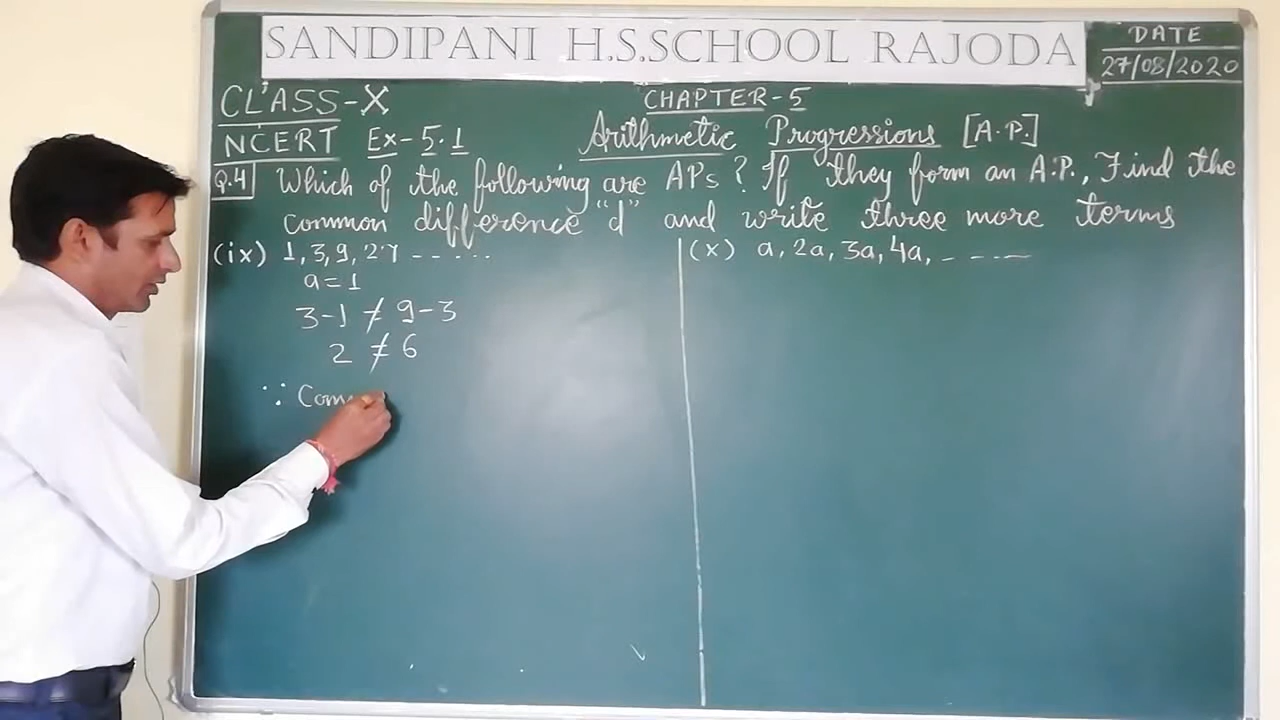 SANDIPANI H.S.SCHOOL RAJODA
DATE
27/08/2020
CLASS-X
CHAPTER-5
NCERT Ex-5.1
Arithmetic Progressions [A.P.]
Q.4 Which of the following are APs? If they form an A.P., Find the
common difference "d" and write three more terms
(ix) 1, 3, 9, 27 ------
a=1
3-1 ≠ 9-3
2 ≠ 6
∵ Com
(x) a, 2a, 3a, 4a, ----